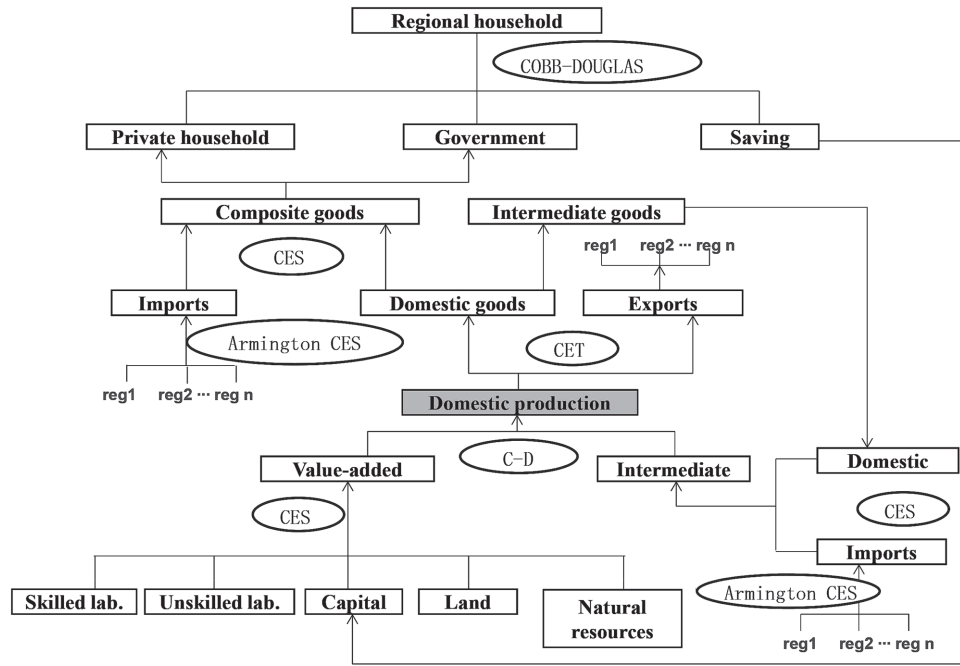 Regional household
COBB-DOUGLAS
Private household
Government
Saving
Composite goods
Intermediate goods
CES
reg1 reg2 ··· reg n
Imports
Domestic goods
Exports
Armington CES
CET
reg1 reg2 ··· reg n
Domestic production
C-D
Value-added
Intermediate
Domestic
CES
CES
Imports
Skilled lab.
Unskilled lab.
Capital
Land
Natural
resources
Armington CES
reg1 reg2 ··· reg n